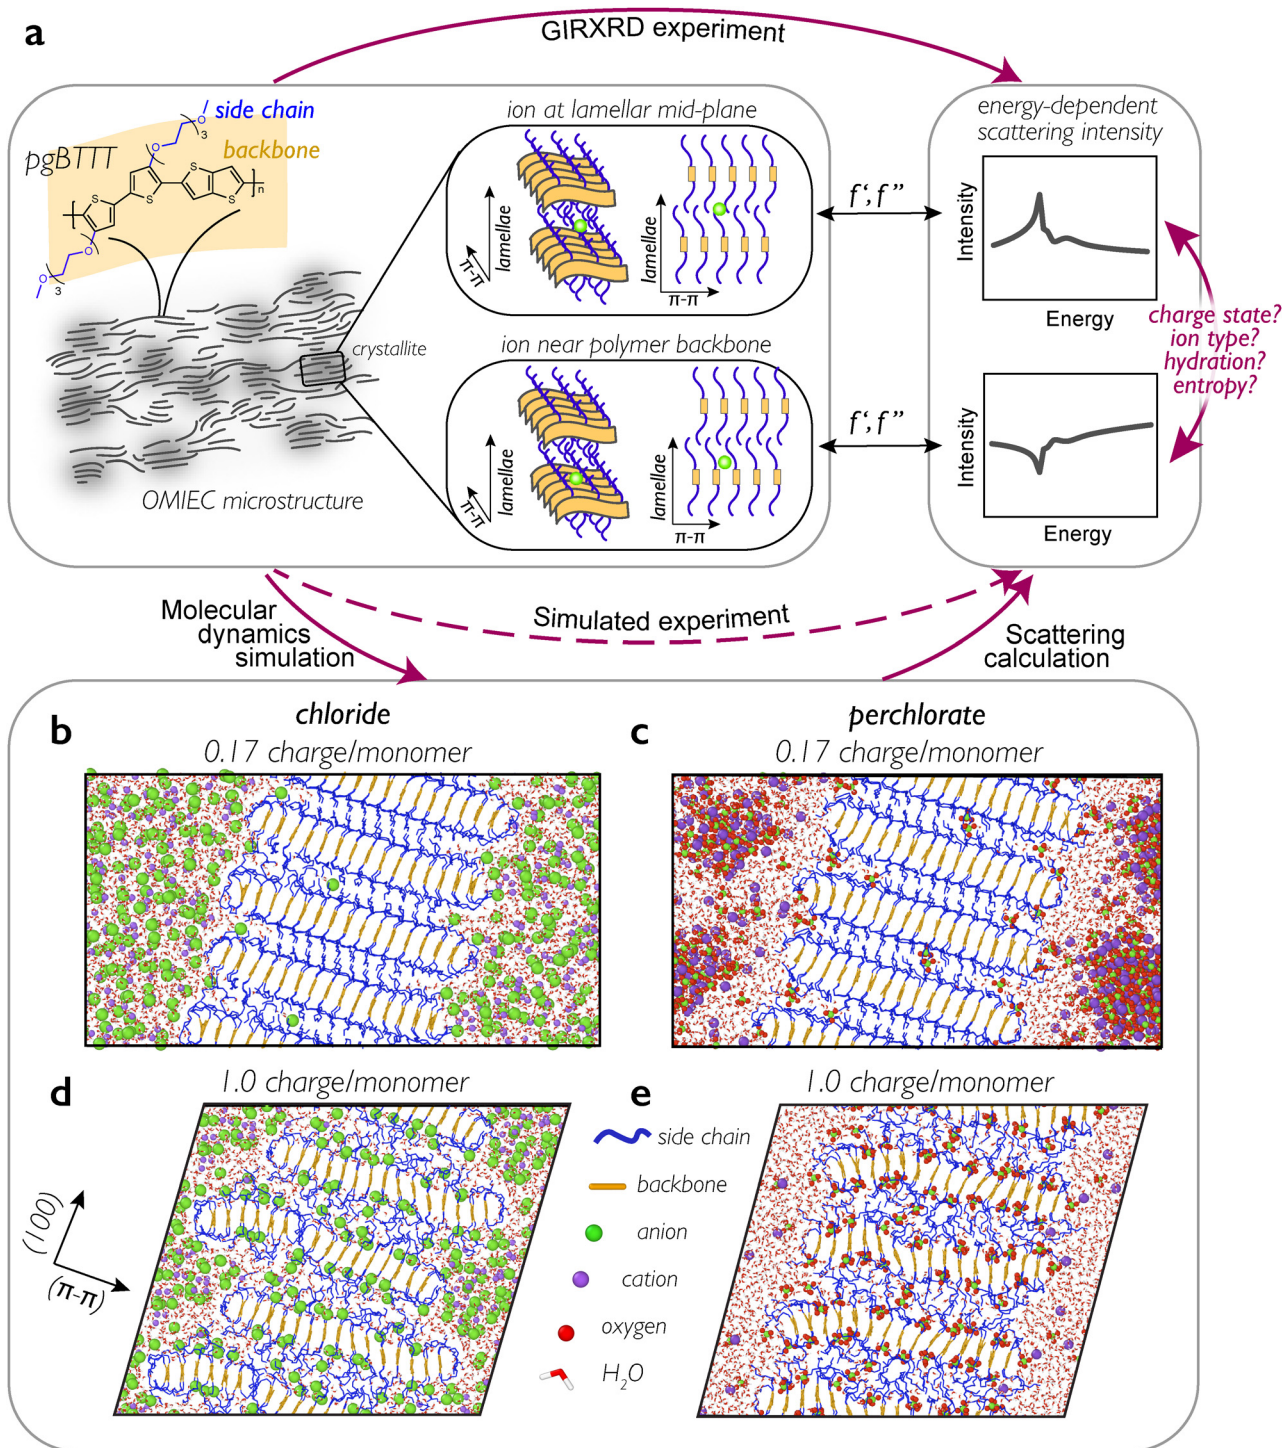 a
GIRXRD experiment
side chain
pgBTTT
backbone
O
3
O
O
S
S
S
S
n
O
O
3
crystallite
OMIEC microstructure
ion at lamellar mid-plane
lamellae
π-π
lamellae
π-π
ion near polymer backbone
lamellae
π-π
lamellae
π-π
f', f''
f', f''
energy-dependent
scattering intensity
Intensity
Energy
Intensity
Energy
charge state?
ion type?
hydration?
entropy?
Molecular
dynamics
simulation
Simulated experiment
Scattering
calculation
b
chloride
0.17 charge/monomer
c
perchlorate
0.17 charge/monomer
d
1.0 charge/monomer
e
1.0 charge/monomer
(100)
(π-π)
side chain
backbone
anion
cation
oxygen
H2O